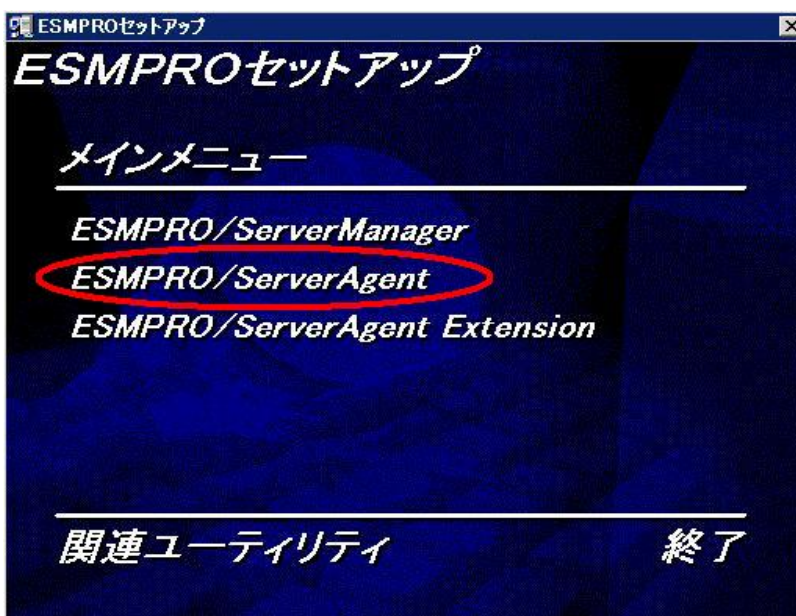 ESMPROセットアップ
ESMPROセットアップ
メインメニュー
ESMPRO/ServerManager
ESMPRO/ServerAgent
ESMPRO/ServerAgent Extension
関連ユーティリティ 終了